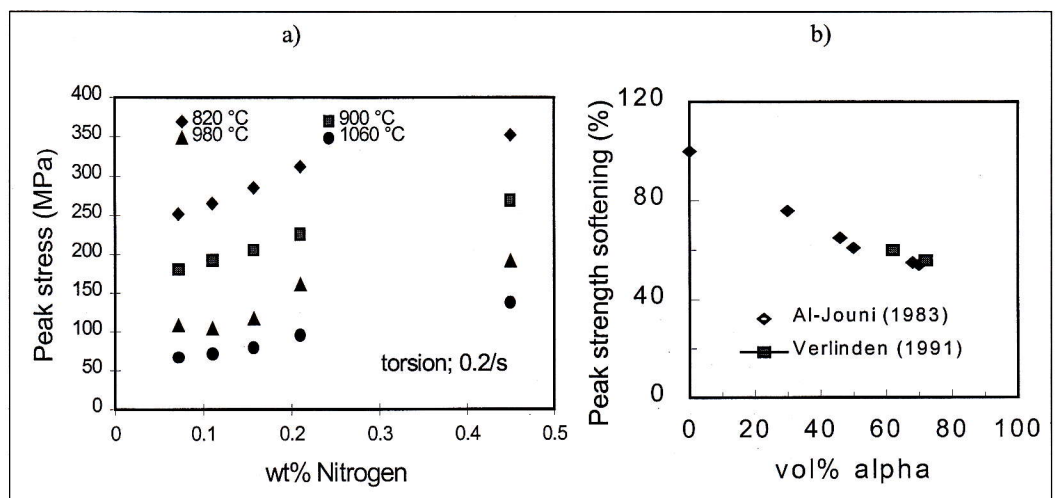 a)
400
350
300
250
200
150
100
50
0
Peak stress (MPa)
820 °C
900 °C
980 °C
1060 °C
torsion; 0.2/s
0 0.1 0.2 0.3 0.4 0.5
wt% Nitrogen
b)
120
80
40
0
Peak strength softening (%)
Al-Jouni (1983)
Verlinden (1991)
0 20 40 60 80 100
vol% alpha